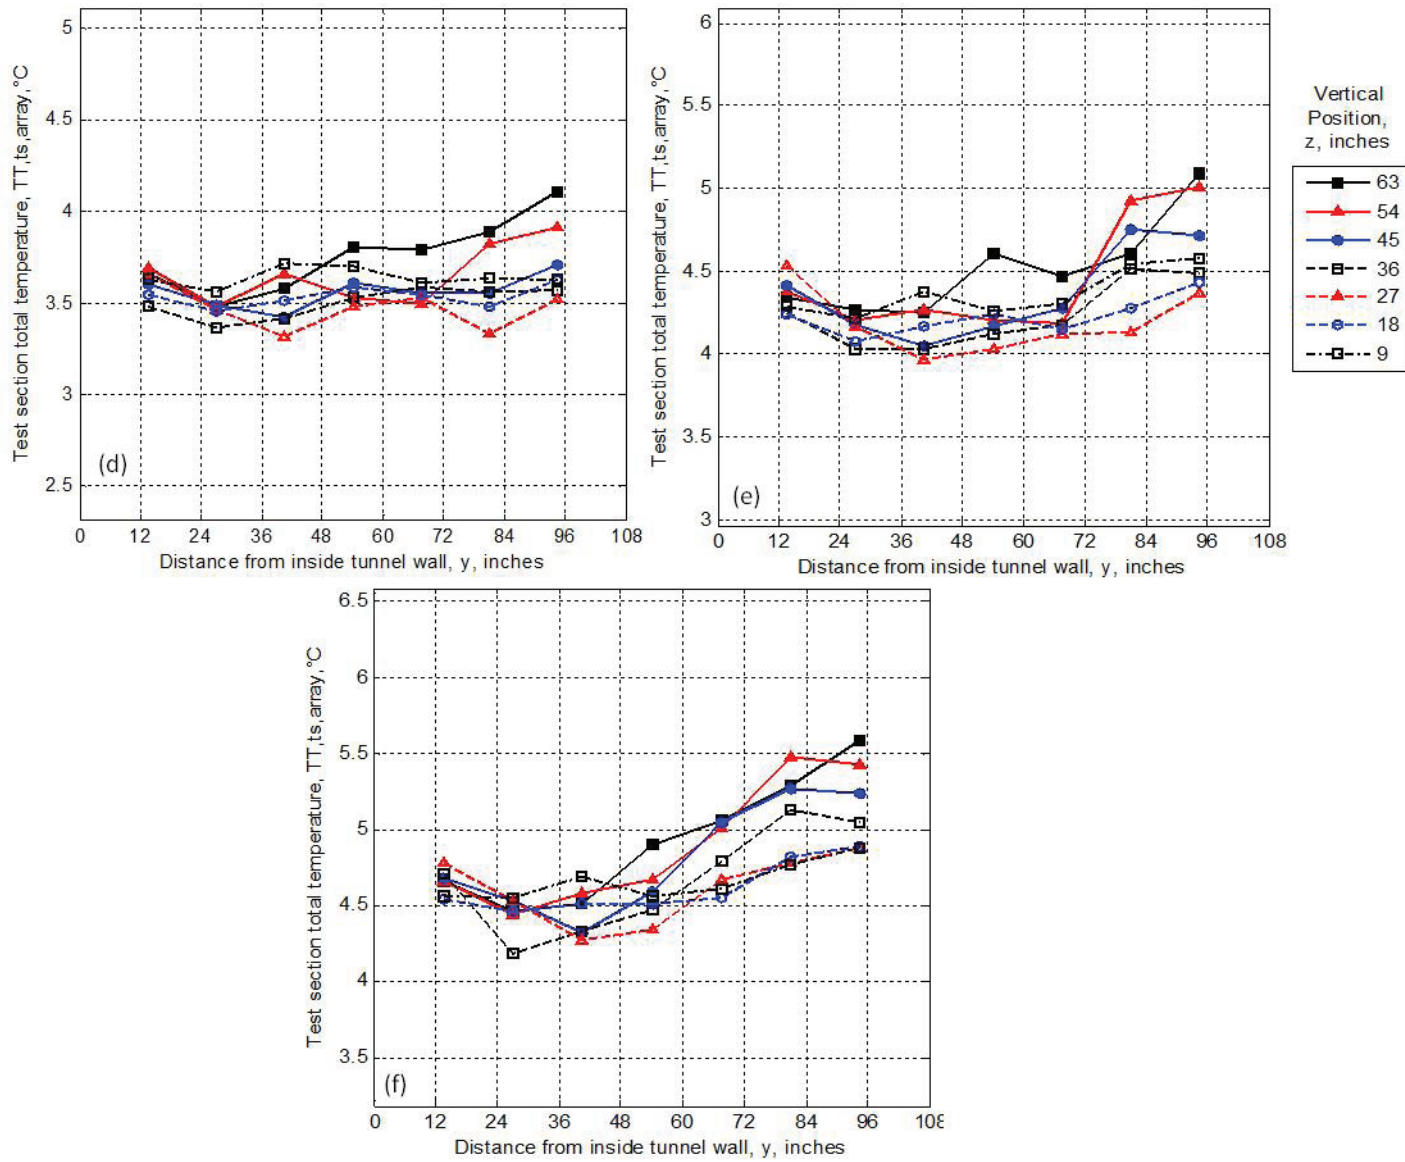 Test section total temperature, TT,ts,array,°C
5
4.5
4
3.5
3
2.5
(d)
0 12 24 36 48 60 72 84 96 108
Distance from inside tunnel wall, y, inches
Test section total temperature, TT,ts,array,°C
6
5.5
5
4.5
4
3.5
3
(e)
0 12 24 36 48 60 72 84 96 108
Distance from inside tunnel wall, y, inches
Vertical
Position,
z, inches
63
54
45
36
27
18
9
Test section total temperature, TT,ts,array,°C
6.5
6
5.5
5
4.5
4
3.5
(f)
0 12 24 36 48 60 72 84 96 108
Distance from inside tunnel wall, y, inches